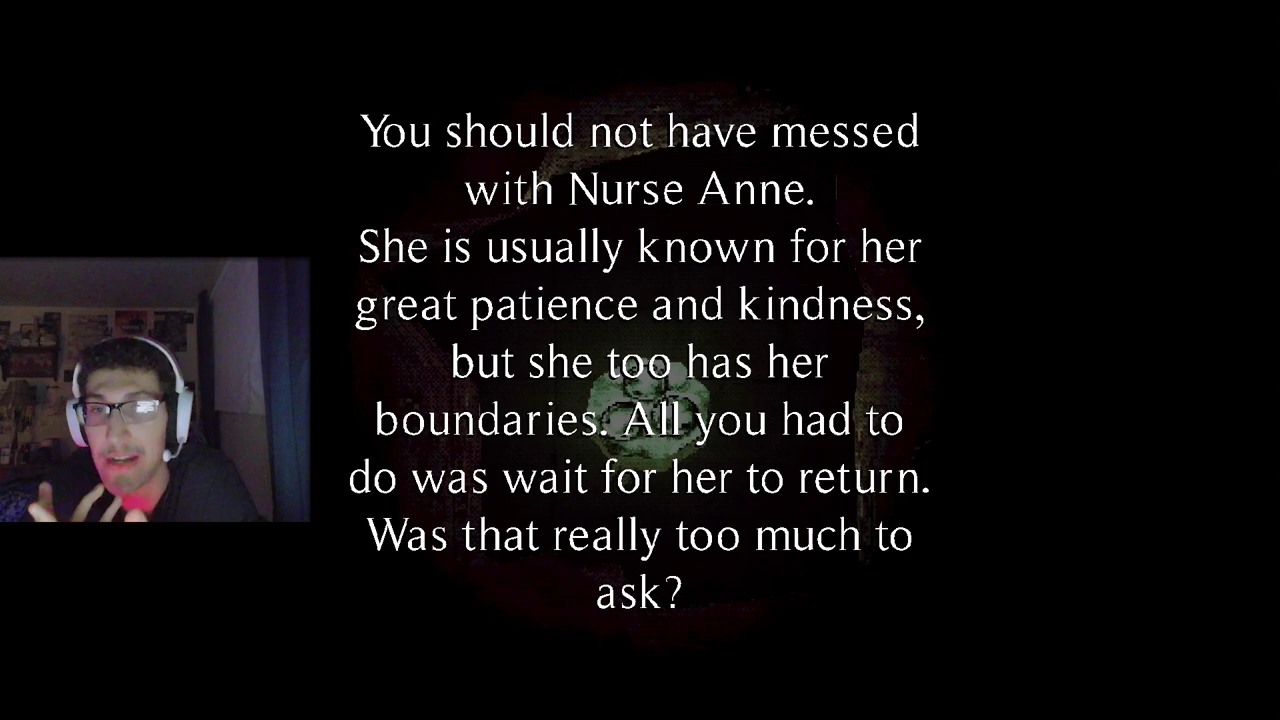 You should not have messed
with Nurse Anne.
She is usually known for her
great patience and kindness,
but she too has her
boundaries. All you had to
do was wait for her to return.
Was that really too much to
ask?